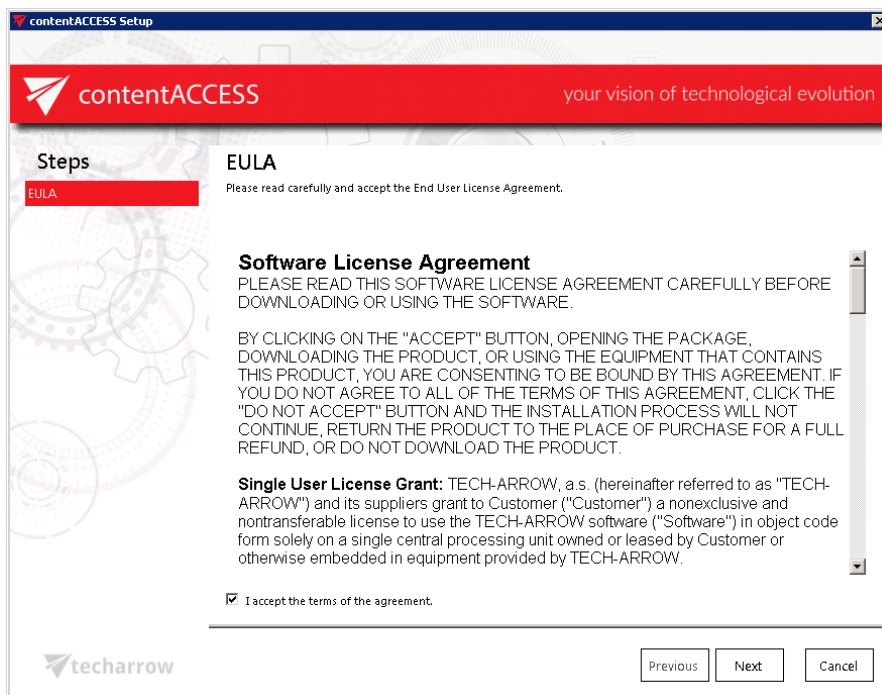 contentACCESS Setup
contentACCESS
your vision of technological evolution
Steps
EULA
EULA
Please read carefully and accept the End User License Agreement.
Software License Agreement
PLEASE READ THIS SOFTWARE LICENSE AGREEMENT CAREFULLY BEFORE
DOWNLOADING OR USING THE SOFTWARE.
BY CLICKING ON THE "ACCEPT" BUTTON, OPENING THE PACKAGE,
DOWNLOADING THE PRODUCT, OR USING THE EQUIPMENT THAT CONTAINS
THIS PRODUCT, YOU ARE CONSENTING TO BE BOUND BY THIS AGREEMENT. IF
YOU DO NOT AGREE TO ALL OF THE TERMS OF THIS AGREEMENT, CLICK THE
"DO NOT ACCEPT" BUTTON AND THE INSTALLATION PROCESS WILL NOT
CONTINUE, RETURN THE PRODUCT TO THE PLACE OF PURCHASE FOR A FULL
REFUND, OR DO NOT DOWNLOAD THE PRODUCT.
Single User License Grant: TECH-ARROW, a.s. (hereinafter referred to as "TECH-
ARROW") and its suppliers grant to Customer ("Customer") a nonexclusive and
nontransferable license to use the TECH-ARROW software ("Software") in object code
form solely on a single central processing unit owned or leased by Customer or
otherwise embedded in equipment provided by TECH-ARROW.
I accept the terms of the agreement.
techarrow
Previous
Next
Cancel